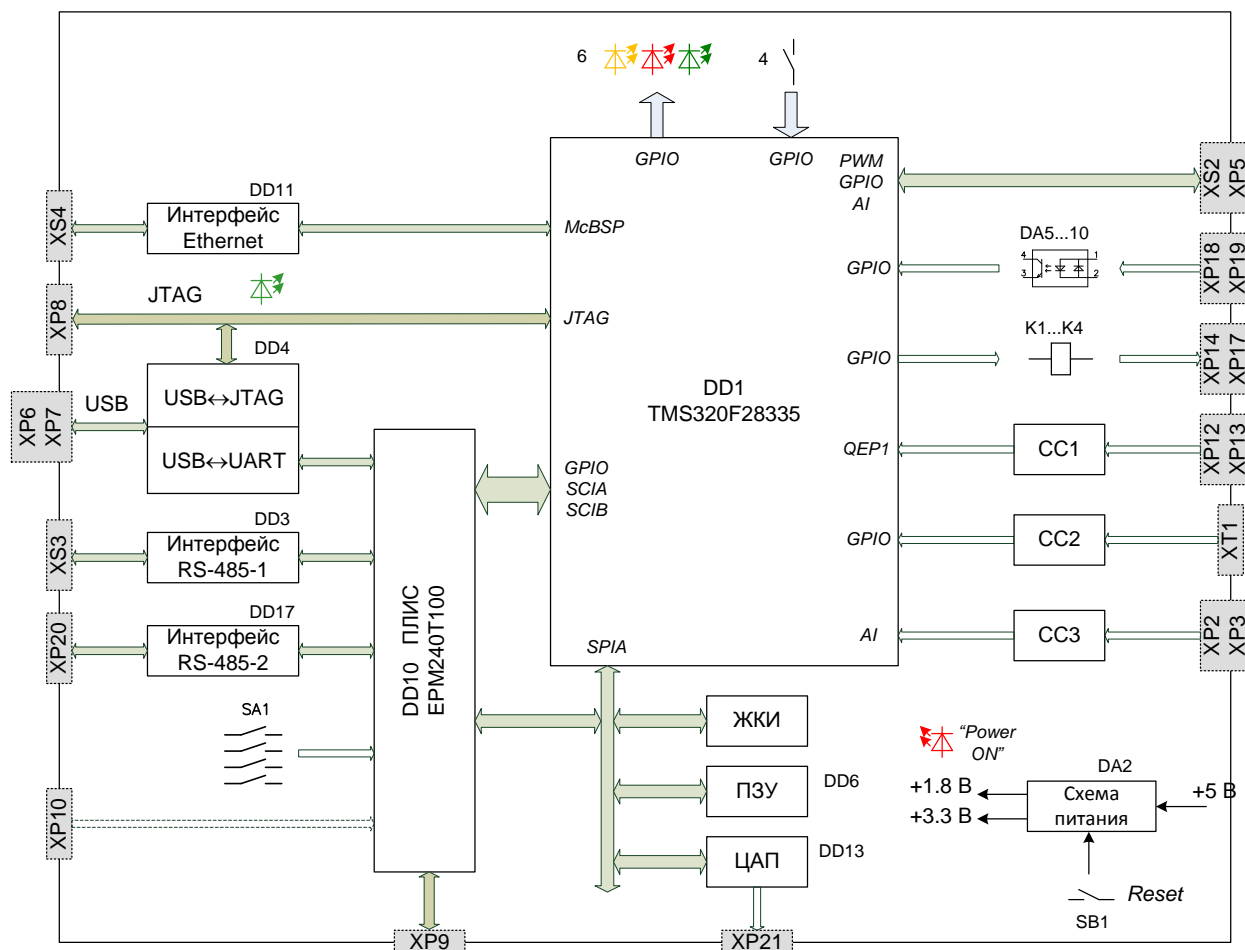 6
4
GPIO
GPIO
PWM
GPIO
AI
XS2
XP5
DD11
Интерфейс
Ethernet
XS4
McBSP
DA5...10
4
3
1
2
GPIO
XP18
XP19
JTAG
XP8
JTAG
DD4
USB↔JTAG
USB↔UART
USB
XP6
XP7
K1...K4
GPIO
XP14
XP17
DD1
TMS320F28335
QEP1
CC1
XP12
XP13
GPIO
SCIA
SCIB
DD3
Интерфейс
RS-485-1
XS3
GPIO
CC2
XT1
DD17
Интерфейс
RS-485-2
XP20
DD10 ПЛИС
EPM240T100
SPIA
AI
CC3
XP2
XP3
SA1
ЖКИ
"Power
ON"
ПЗУ
DD6
DA2
+1.8 В
+3.3 В
Схема
питания
+5 В
XP10
ЦАП
DD13
Reset
SB1
XP9
XP21